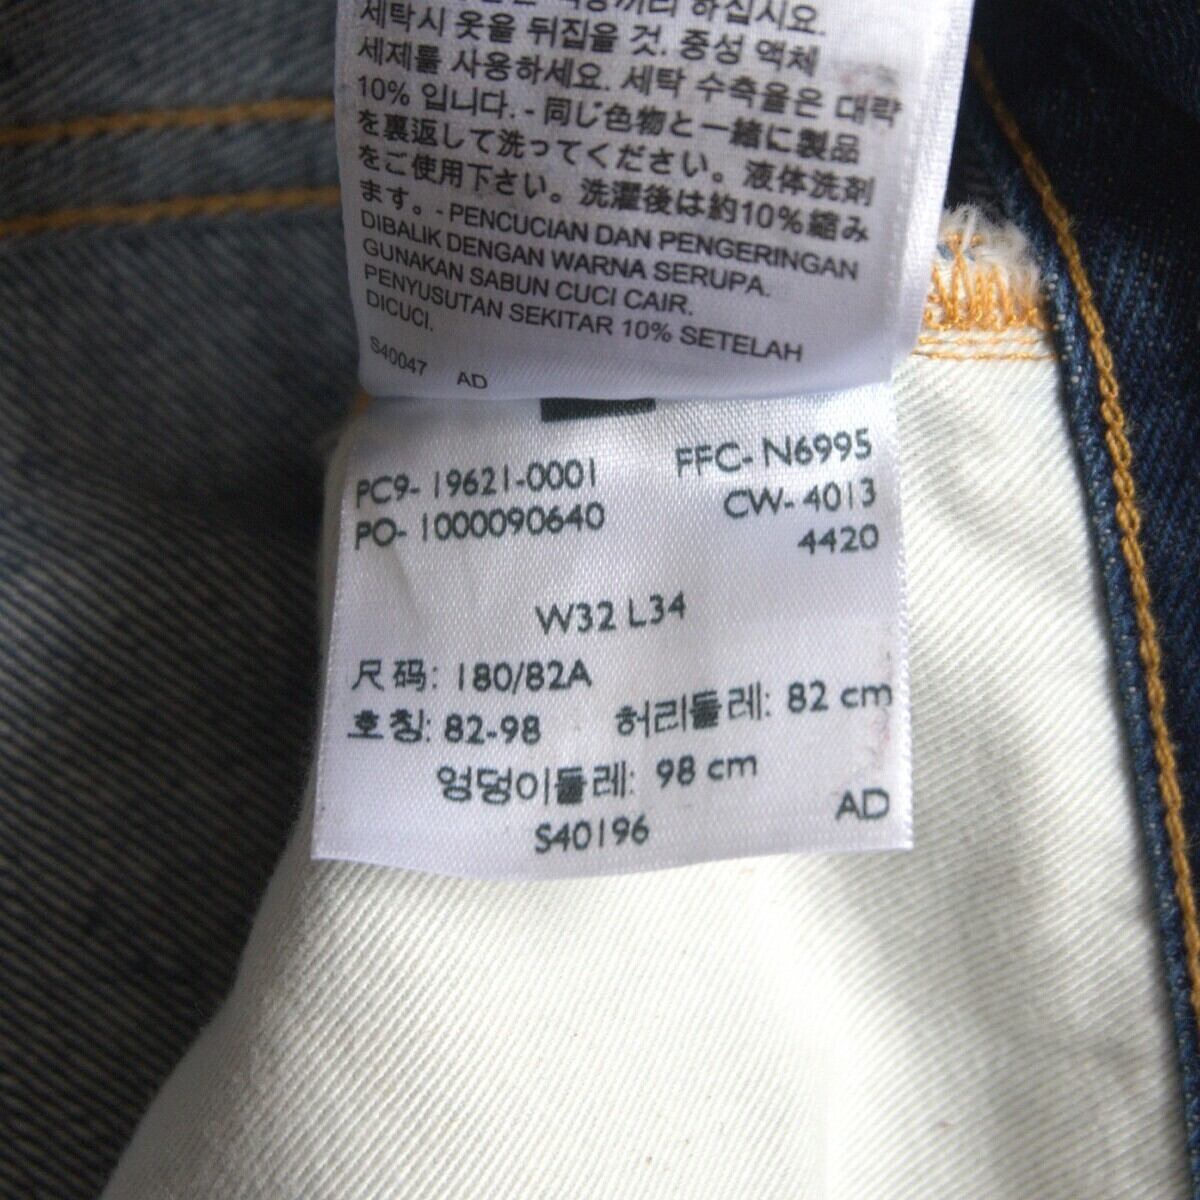 하십시요.
세탁시 옷을 뒤집을 것. 중성 액체
세제를 사용하세요. 세탁 수축율은 대략
10% 입니다. - 同じ色物と一緒に製品
を裏返して洗ってください。液体洗剤
をご使用下さい。洗濯後は約10%縮み
ます。- PENCUCIAN DAN PENGERINGAN
DIBALIK DENGAN WARNA SERUPA.
GUNAKAN SABUN CUCI CAIR.
PENYUSUTAN SEKITAR 10% SETELAH
DICUCI.
S40047 AD
PC9- 19621-0001 FFC- N6995
PO- 1000090640 CW- 4013
4420
W32 L34
尺码: 180/82A
호칭: 82-98 허리둘레: 82 cm
엉덩이둘레: 98 cm
S40196 AD